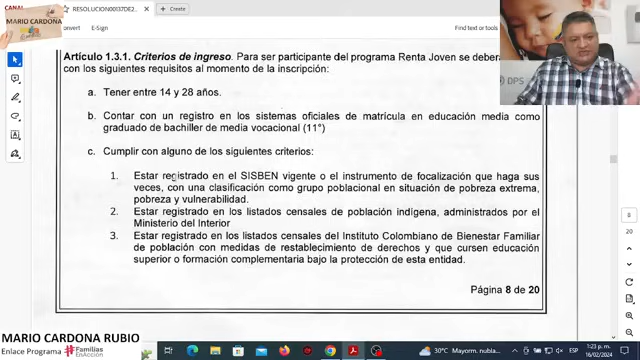 CANAL
MARIO CARDONA
RESOLUCION00137DE2...
+ Create
Convert
E-Sign
Find text or tools
DPS
Artículo 1.3.1. Criterios de ingreso. Para ser participante del programa Renta Joven se deberá
con los siguientes requisitos al momento de la inscripción:
a. Tener entre 14 y 28 años.
b. Contar con un registro en los sistemas oficiales de matrícula en educación media como
graduado de bachiller de media vocacional (11°)
c. Cumplir con alguno de los siguientes criterios:
1. Estar registrado en el SISBEN vigente o el instrumento de focalización que haga sus
veces, con una clasificación como grupo poblacional en situación de pobreza extrema,
pobreza y vulnerabilidad.
2. Estar registrado en los listados censales de población indígena, administrados por el
Ministerio del Interior
3. Estar registrado en los listados censales del Instituto Colombiano de Bienestar Familiar
de población con medidas de restablecimiento de derechos y que cursen educación
superior o formación complementaria bajo la protección de esta entidad.
Página 8 de 20
8
20
MARIO CARDONA RUBIO
Enlace Programa
Familias
EnAcción
30°C Mayorm. nubla...
ESP
1:23 p. m.
16/02/2024